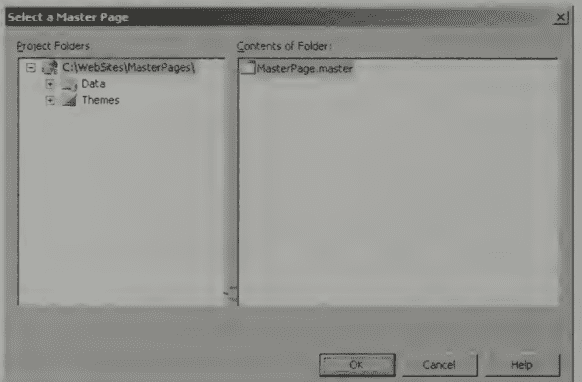 Select a Master Page
Project Folders
Contents of Folder:
C:\WebSites\MasterPages\
Data
Themes
MasterPage.master
OK
Cancel
Help